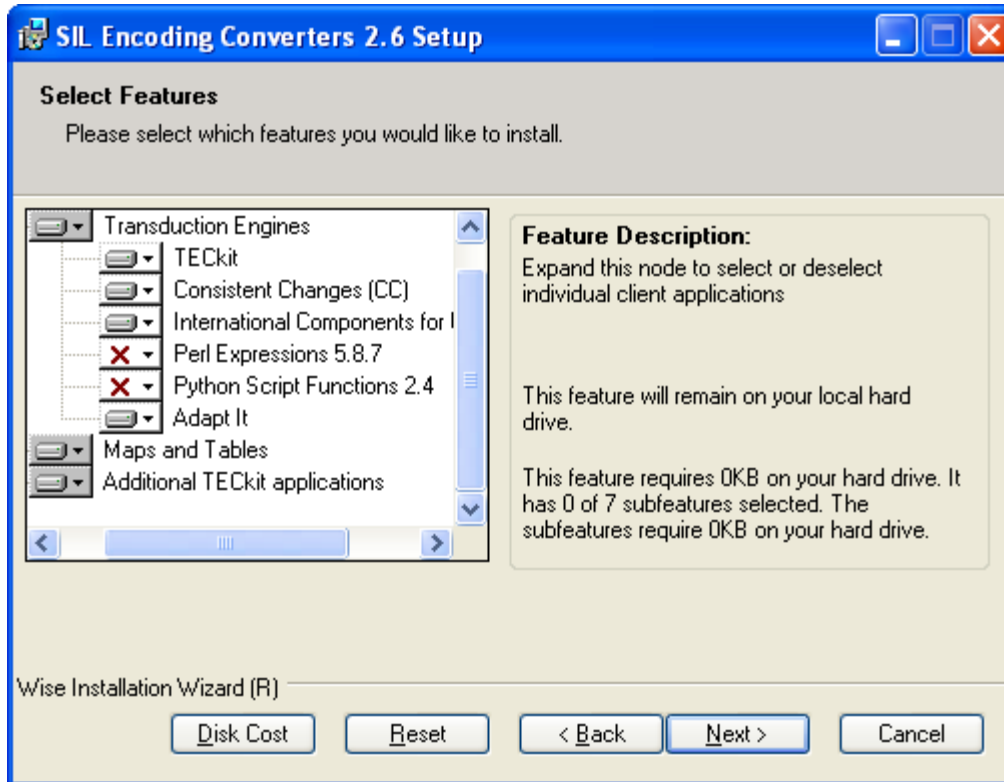 SIL Encoding Converters 2.6 Setup
Select Features
Please select which features you would like to install.
Transduction Engines
TECkit
Consistent Changes (CC)
International Components for
Perl Expressions 5.8.7
Python Script Functions 2.4
Adapt It
Maps and Tables
Additional TECkit applications
Feature Description:
Expand this node to select or deselect
individual client applications
This feature will remain on your local hard
drive.
This feature requires 0KB on your hard drive. It
has 0 of 7 subfeatures selected. The
subfeatures require 0KB on your hard drive.
Wise Installation Wizard (R)
Disk Cost
Reset
< Back
Next >
Cancel